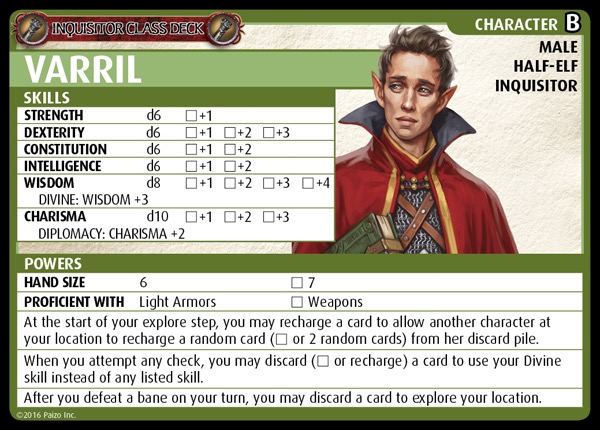 INQUISITOR CLASS DECK
CHARACTER B
MALE
HALF-ELF
INQUISITOR
VARRIL
SKILLS
STRENGTH d6 ☐+1
DEXTERITY d6 ☐+1 ☐+2 ☐+3
CONSTITUTION d6 ☐+1 ☐+2
INTELLIGENCE d6 ☐+1 ☐+2
WISDOM d8 ☐+1 ☐+2 ☐+3 ☐+4
DIVINE: WISDOM +3
CHARISMA d10 ☐+1 ☐+2 ☐+3
DIPLOMACY: CHARISMA +2
POWERS
HAND SIZE 6 ☐ 7
PROFICIENT WITH Light Armors ☐ Weapons
At the start of your explore step, you may recharge a card to allow another character at
your location to recharge a random card (☐ or 2 random cards) from her discard pile.
When you attempt any check, you may discard (☐ or recharge) a card to use your Divine
skill instead of any listed skill.
After you defeat a bane on your turn, you may discard a card to explore your location.
©2016 Paizo Inc.